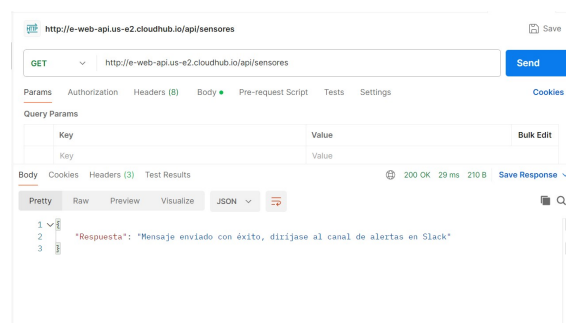 HTTP http://e-web-api.us-e2.cloudhub.io/api/sensores Save
GET http://e-web-api.us-e2.cloudhub.io/api/sensores Send
Params Authorization Headers (8) Body Pre-request Script Tests Settings Cookies
Query Params
Key Value Bulk Edit
Key Value
Body Cookies Headers (3) Test Results 200 OK 29 ms 210 B Save Response
Pretty Raw Preview Visualize JSON
1 {
2 "Respuesta": "Mensaje enviado con éxito, diríjase al canal de alertas en Slack"
3 }